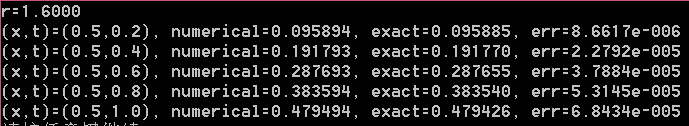 r=1.6000
(x,t)=(0.5,0.2), numerical=0.095894, exact=0.095885, err=8.6617e-006
(x,t)=(0.5,0.4), numerical=0.191793, exact=0.191770, err=2.2792e-005
(x,t)=(0.5,0.6), numerical=0.287693, exact=0.287655, err=3.7884e-005
(x,t)=(0.5,0.8), numerical=0.383594, exact=0.383540, err=5.3145e-005
(x,t)=(0.5,1.0), numerical=0.479494, exact=0.479426, err=6.8434e-005